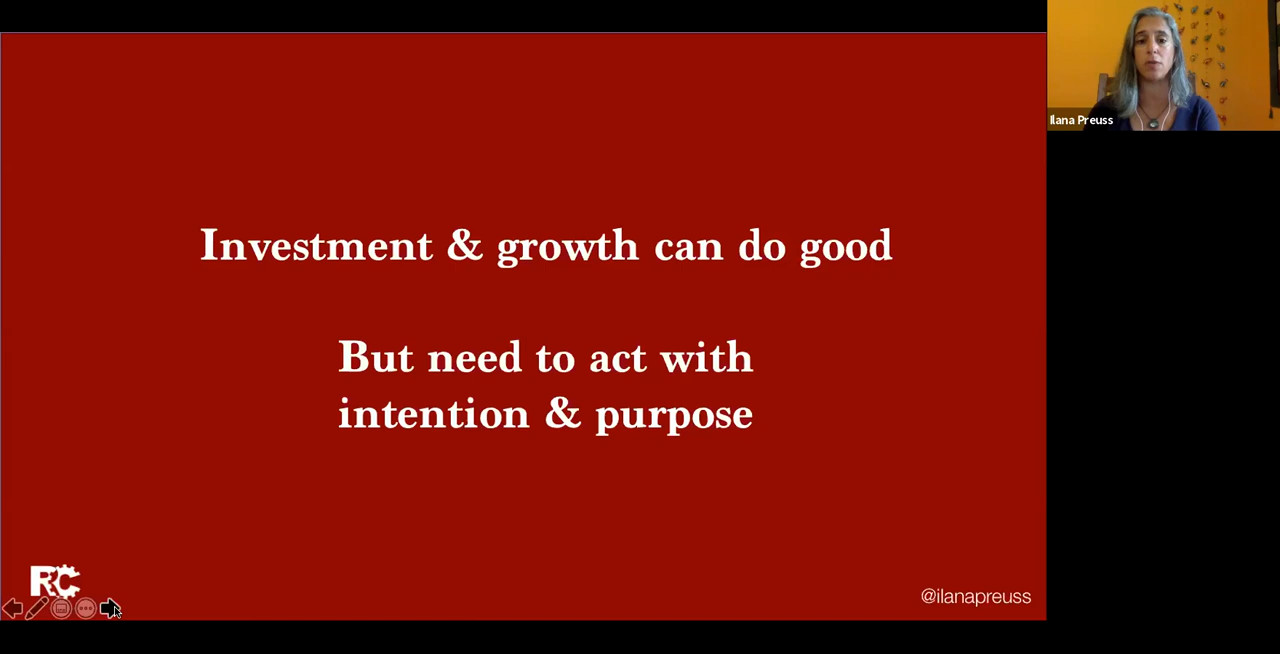 Investment & growth can do good
But need to act with
intention & purpose
RC
@ilanapreuss
Ilana Preuss